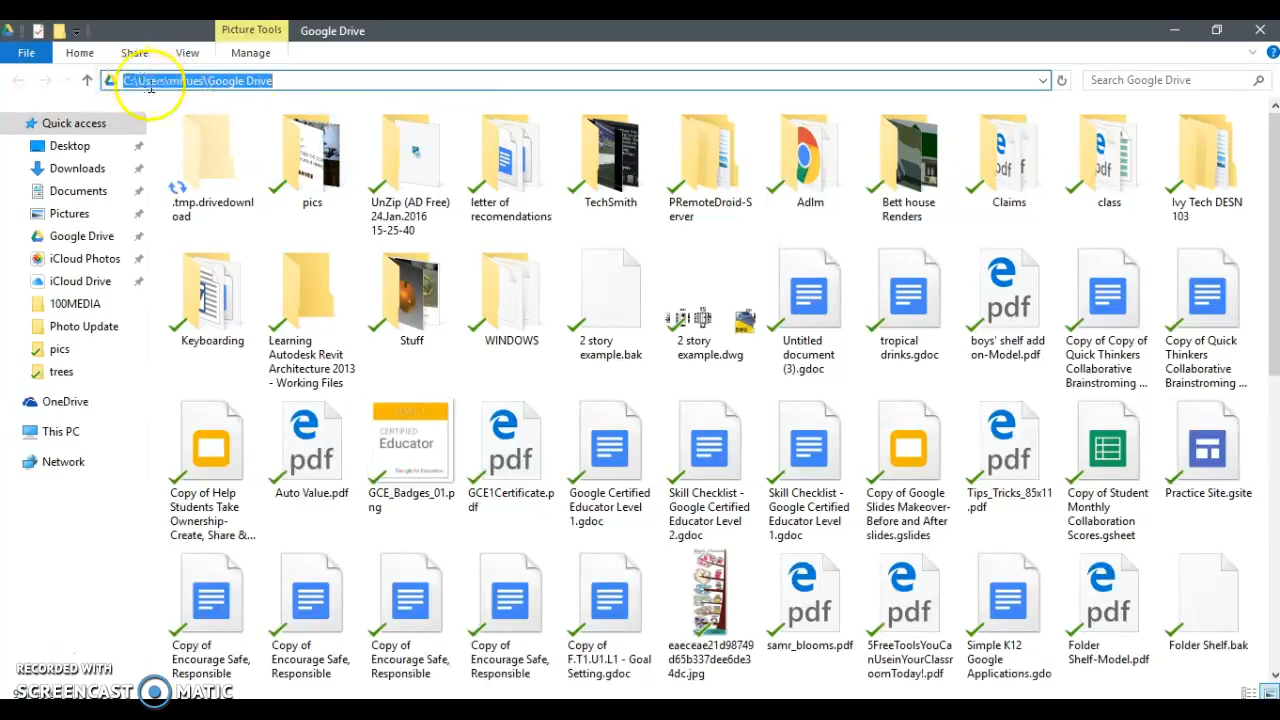 Picture Tools
Google Drive
File
Home
Share
View
Manage
Google Drive
Search Google Drive
Quick access
Desktop
Downloads
Documents
Pictures
Google Drive
iCloud Photos
iCloud Drive
100MEDIA
Photo Update
pics
trees
OneDrive
This PC
Network
.tmp.drivedownl
oad
pics
UnZip (AD Free)
24.Jan.2016
15-25-40
letter of
recomendations
TechSmith
PRemoteDroid-S
erver
AdIm
Bett house
Renders
Claims
class
Ivy Tech DESN
103
Keyboarding
Learning
Autodesk Revit
Architecture 2013
- Working Files
Stuff
WINDOWS
2 story
example.bak
2 story
example.dwg
Untitled
document
(3).gdoc
tropical
drinks.gdoc
pdf
boys' shelf add
on-Model.pdf
Copy of Copy of
Quick Thinkers
Collaborative
Brainstroming ...
Copy of Quick
Thinkers
Collaborative
Brainstroming ...
Copy of Help
Students Take
Ownership-
Create, Share &...
pdf
Auto Value.pdf
CERTIFIED
Educator
Google for Education
GCE_Badges_01.p
ng
pdf
GCE1Certificate.p
df
Google Certified
Educator Level
1.gdoc
Skill Checklist -
Google Certified
Educator Level
2.gdoc
Skill Checklist -
Google Certified
Educator Level
1.gdoc
Copy of Google
Slides Makeover-
Before and After
slides.gslides
pdf
Tips_Tricks_85x11
.pdf
Copy of Student
Monthly
Collaboration
Scores.gsheet
Practice Site.gsite
Copy of
Encourage Safe,
Responsible
Copy of
Encourage Safe,
Responsible
Copy of
Encourage Safe,
Responsible
Copy of
Encourage Safe,
Responsible
Copy of
F.T1.U1.L1 - Goal
Setting.gdoc
eaeceae21d98749
d65b337dee6de3
4dc.jpg
pdf
samr_blooms.pdf
pdf
5FreeToolsYouCa
nUseinYourClassr
oomToday!.pdf
Simple K12
Google
Applications.gdo
pdf
Folder
Shelf-Model.pdf
Folder Shelf.bak
RECORDED WITH
SCREENCAST MATIC